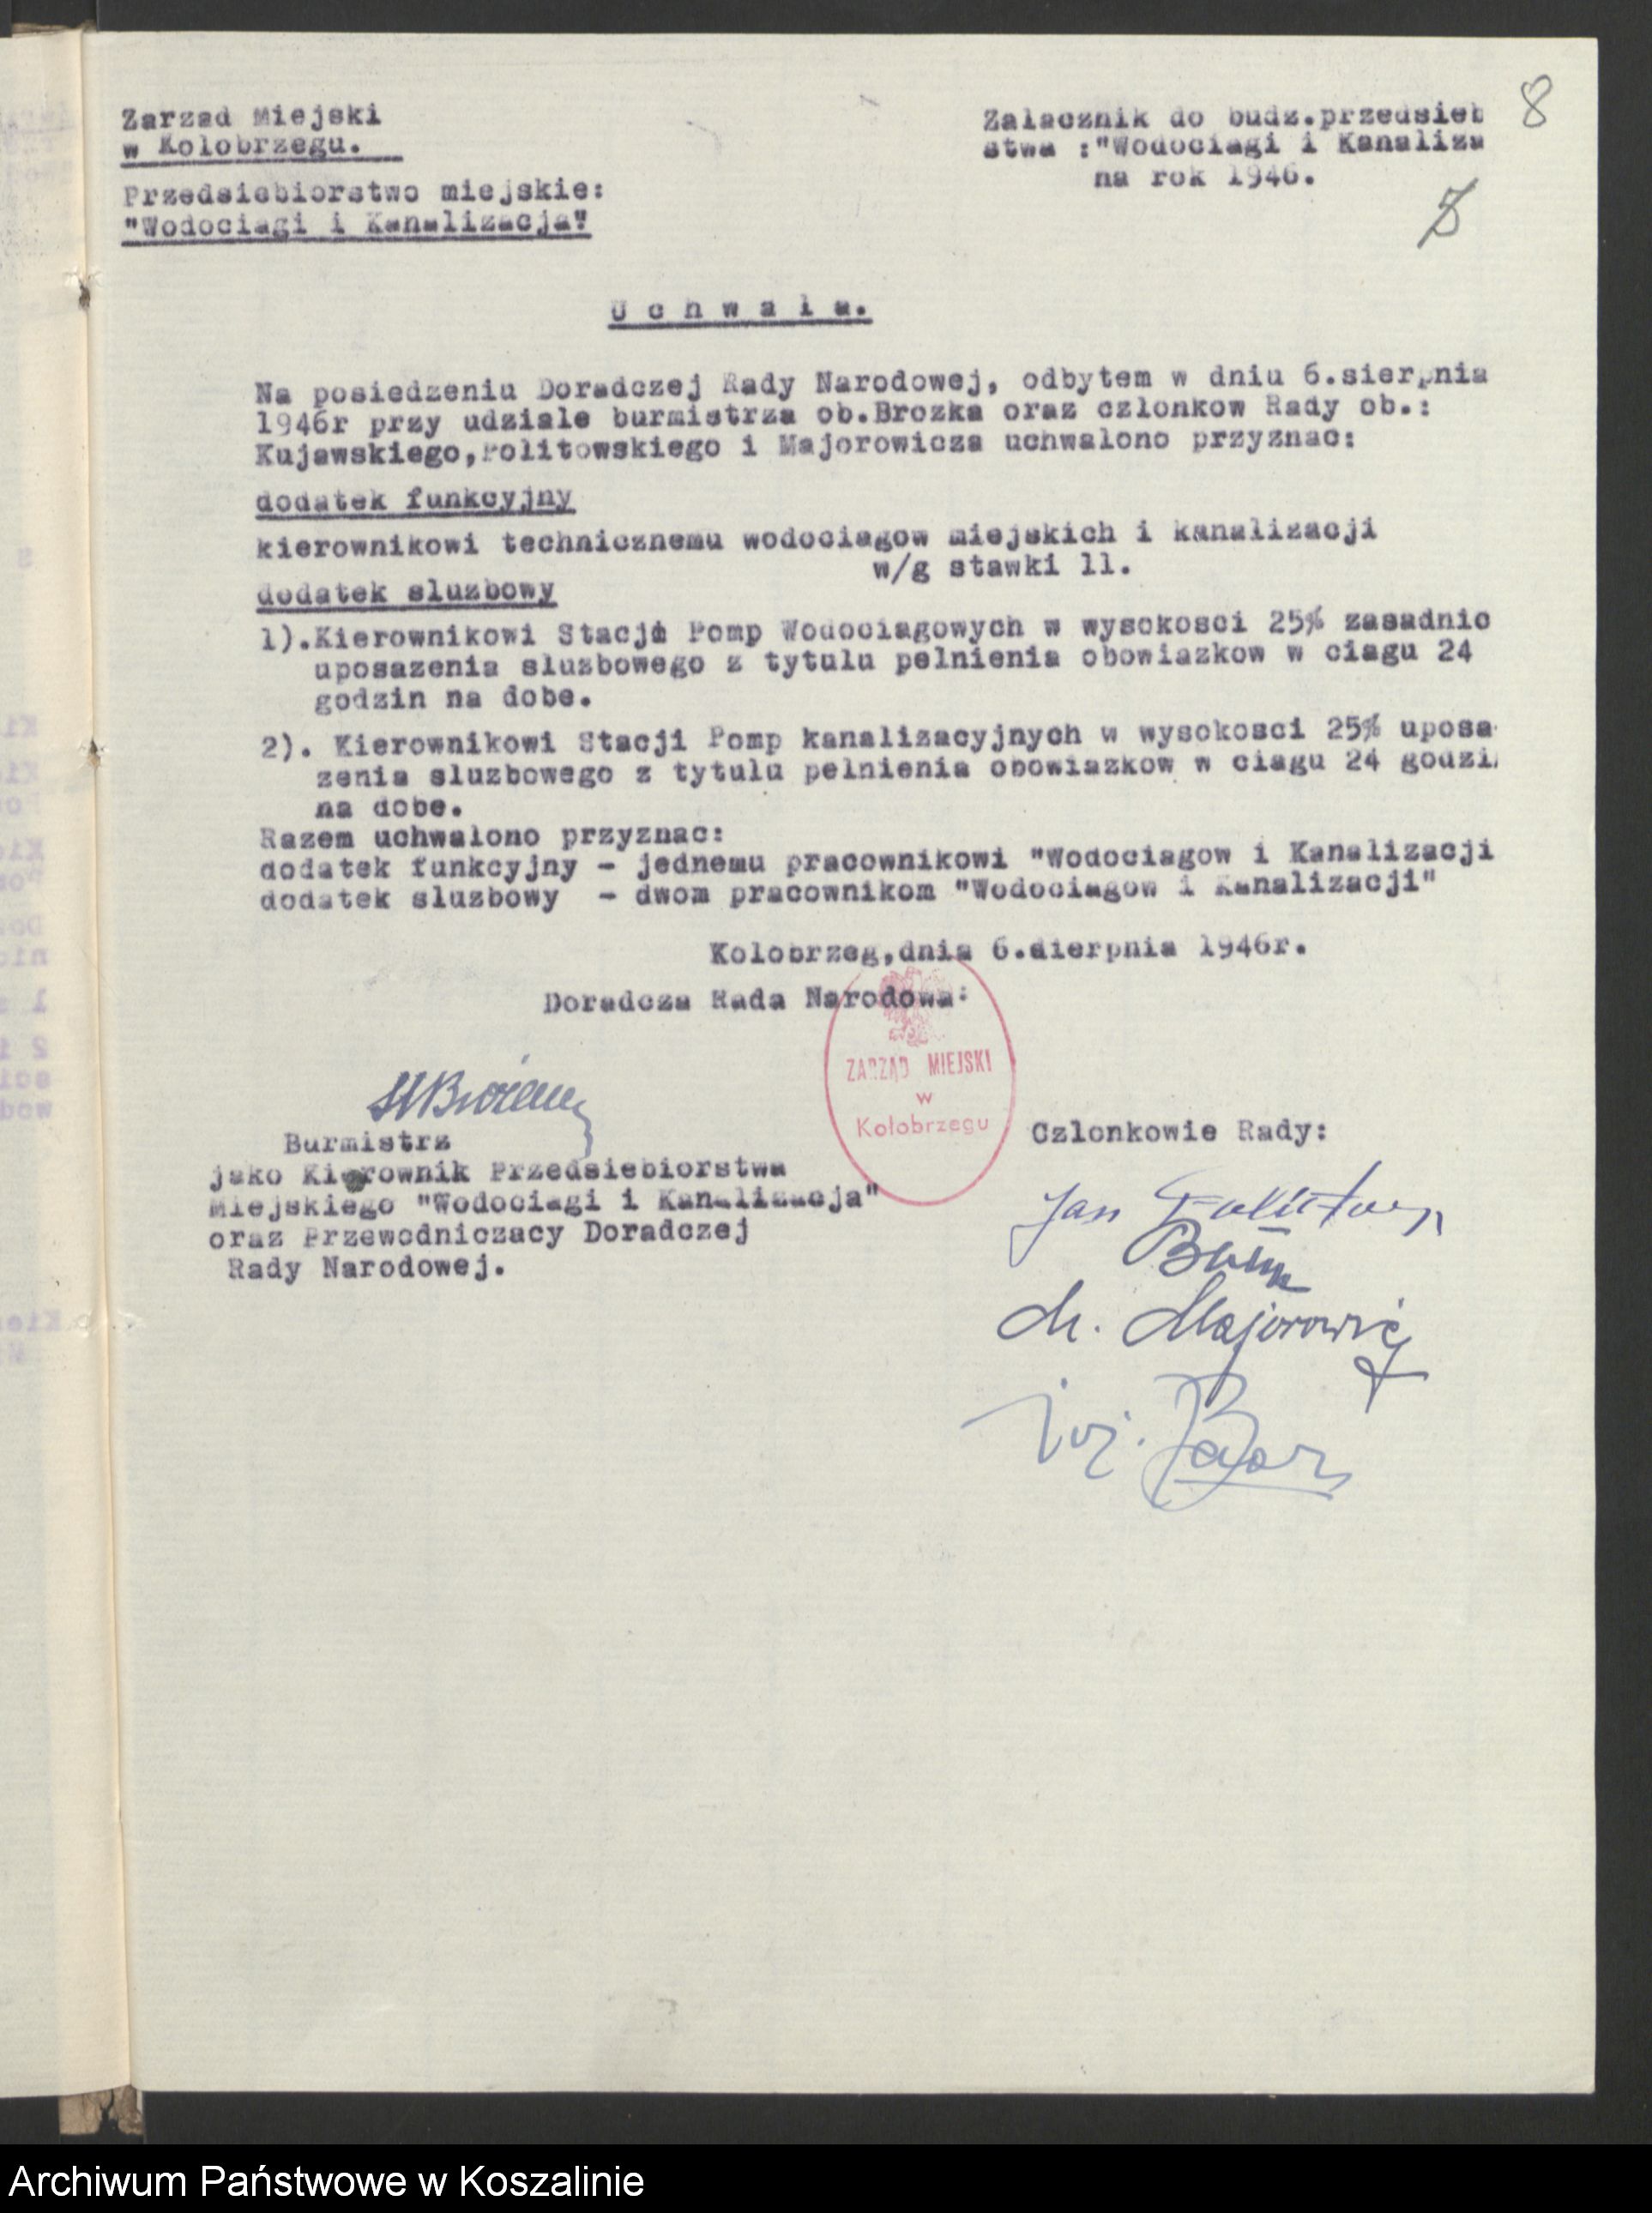 Zarzad Miejski
w Kolobrzegu.
Przedsiebiorstwo miejskie:
"Wodociagi i Kanalizacja"
Zalacznik do budz.przedsieb
stwa :"Wodociagi i Kanaliza
na rok 1946.
8
U c h w a l a.
Na posiedzeniu Doradczej Rady Narodowej, odbytem w dniu 6.sierpnia
1946r przy udziale burmistrza ob.Brozka oraz czlonkow Rady ob.:
Kujawskiego,Politowskiego i Majorowicza uchwalono przyznac:
dodatek funkcyjny
kierownikowi technicznemu wodociagow miejskich i kanalizacji
w/g stawki 11.
dodatek sluzbowy
1).Kierownikowi Stacji Pomp Wodociagowych w wysokosci 25% zasadnic
uposazenia sluzbowego z tytulu pelnienia obowiazkow w ciagu 24
godzin na dobe.
2). Kierownikowi Stacji Pomp kanalizacyjnych w wysokosci 25% uposa-
zenia sluzbowego z tytulu pelnienia obowiazkow w ciagu 24 godzi
na dobe.
Razem uchwalono przyznac:
dodatek funkcyjny - jednemu pracownikowi "Wodociagow i Kanalizacji
dodatek sluzbowy - dwom pracownikom "Wodociagow i Kanalizacji"
Kolobrzeg,dnia 6.sierpnia 1946r.
Doradcza Rada Narodowa:
ZARZĄD MIEJSKI
w
Kołobrzegu
Burmistrz
jako Kierownik Przedsiebiorstwa
Miejskiego "Wodociagi i Kanalizacja"
oraz Przewodniczacy Doradczej
Rady Narodowej.
Czlonkowie Rady:
Jan
M. Majorowicz
Archiwum Państwowe w Koszalinie